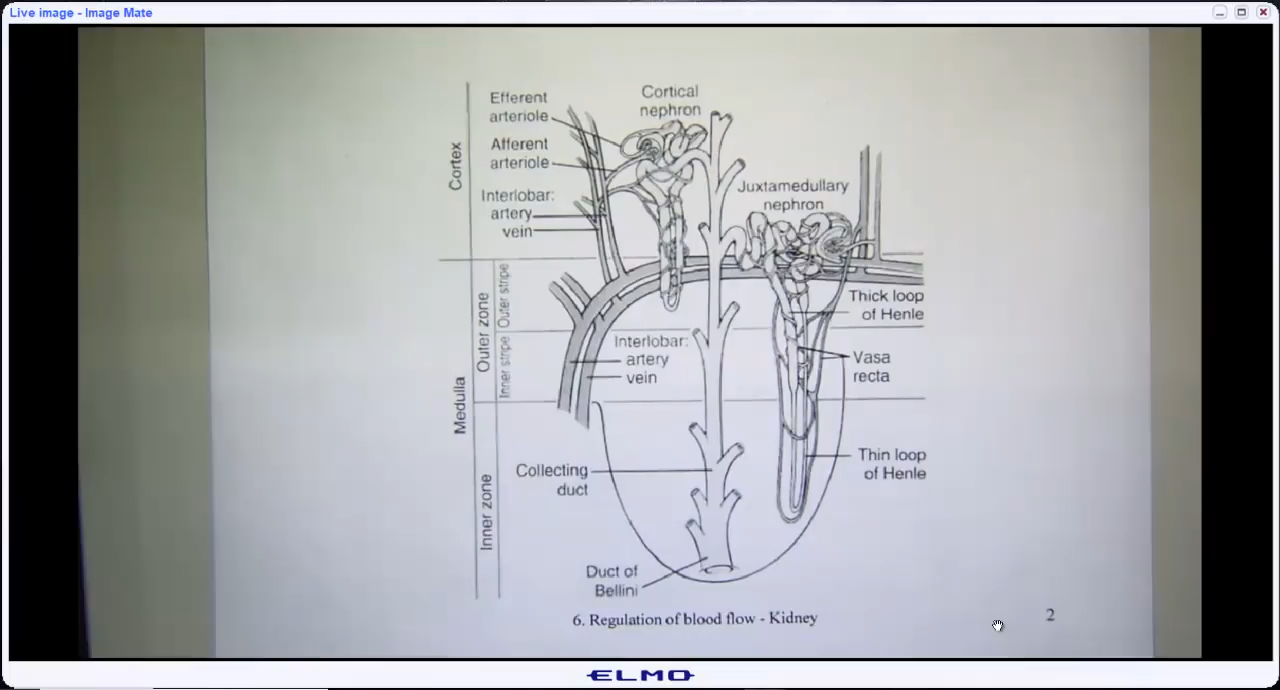 Live image - Image Mate
Efferent
arteriole
Cortical
nephron
Afferent
arteriole
Cortex
Interlobar:
artery
vein
Juxtamedullary
nephron
Outer stripe
Outer zone
Thick loop
of Henle
Inner stripe
Interlobar:
artery
vein
Vasa
recta
Medulla
Thin loop
of Henle
Collecting
duct
Inner zone
Duct of
Bellini
6. Regulation of blood flow - Kidney
2
ELMO